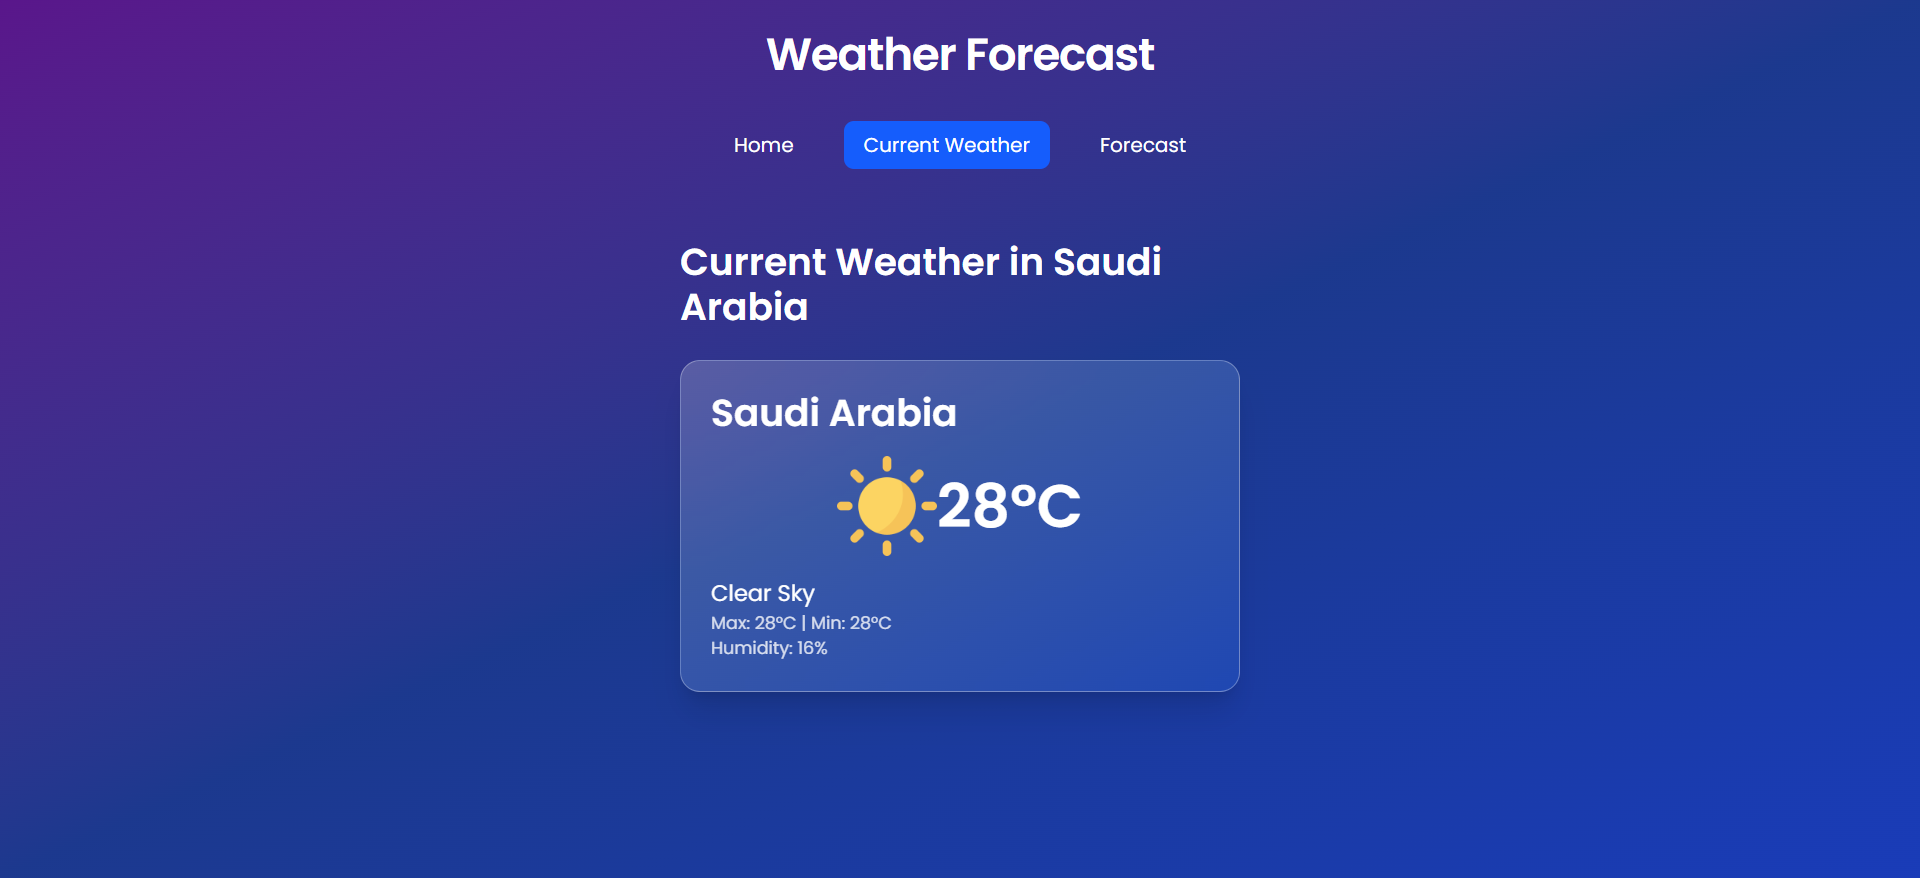 Weather Forecast
Home Current Weather Forecast
Current Weather in Saudi
Arabia
Saudi Arabia
28°C
Clear Sky
Max: 28°C | Min: 28°C
Humidity: 16%